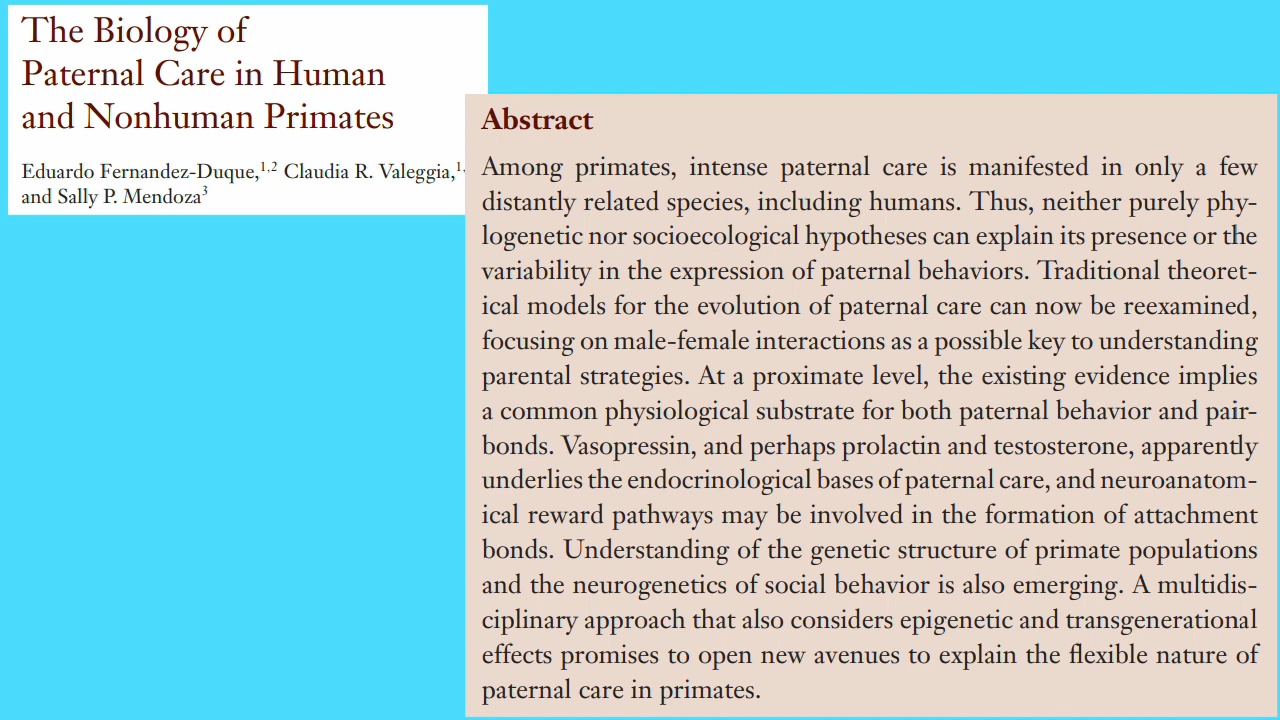 The Biology of
Paternal Care in Human
and Nonhuman Primates
Eduardo Fernandez-Duque,1,2 Claudia R. Valeggia,1,
and Sally P. Mendoza3
Abstract
Among primates, intense paternal care is manifested in only a few
distantly related species, including humans. Thus, neither purely phy-
logenetic nor socioecological hypotheses can explain its presence or the
variability in the expression of paternal behaviors. Traditional theoret-
ical models for the evolution of paternal care can now be reexamined,
focusing on male-female interactions as a possible key to understanding
parental strategies. At a proximate level, the existing evidence implies
a common physiological substrate for both paternal behavior and pair-
bonds. Vasopressin, and perhaps prolactin and testosterone, apparently
underlies the endocrinological bases of paternal care, and neuroanatom-
ical reward pathways may be involved in the formation of attachment
bonds. Understanding of the genetic structure of primate populations
and the neurogenetics of social behavior is also emerging. A multidis-
ciplinary approach that also considers epigenetic and transgenerational
effects promises to open new avenues to explain the flexible nature of
paternal care in primates.